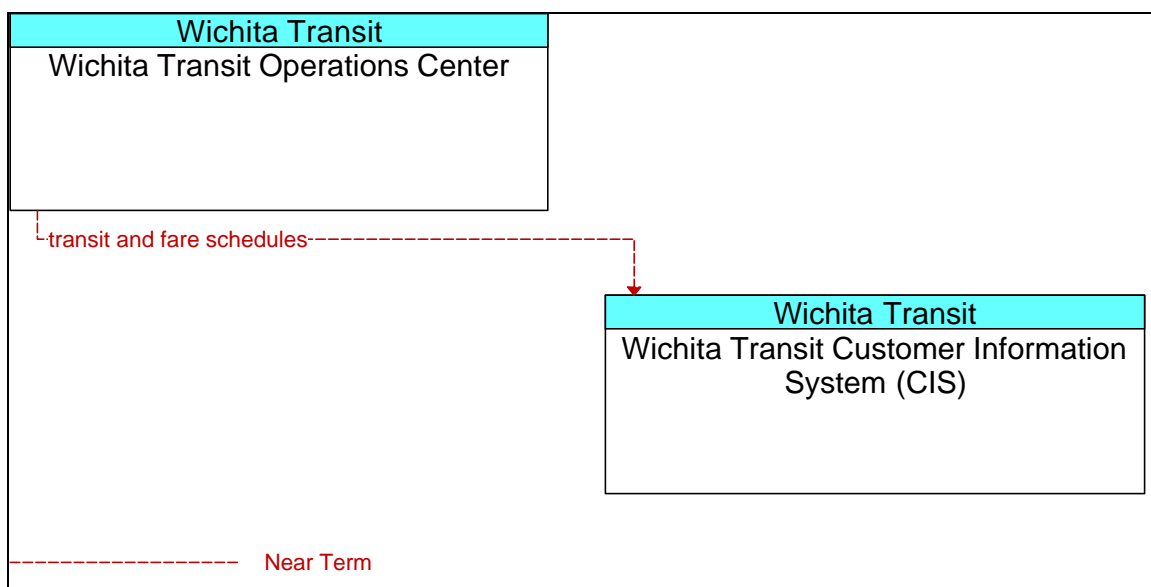 Wichita Transit
Wichita Transit Operations Center
transit and fare schedules
Wichita Transit
Wichita Transit Customer Information
System (CIS)
Near Term